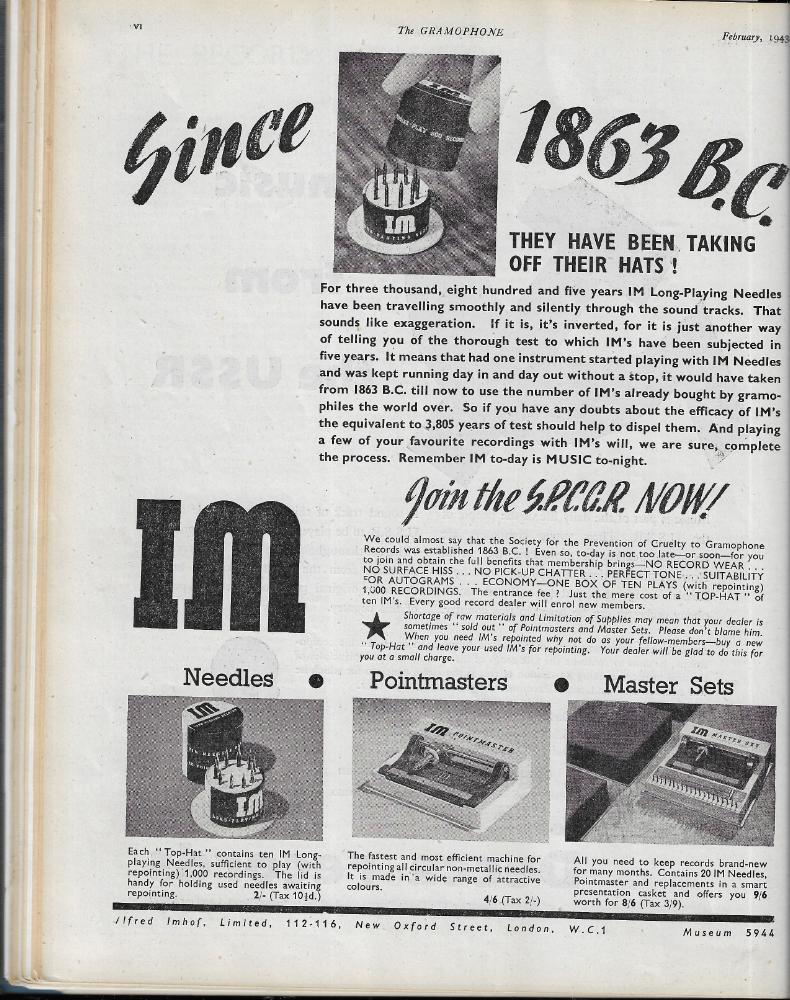 vi
The GRAMOPHONE
February, 1943
Since 1863 B.C.
THEY HAVE BEEN TAKING
OFF THEIR HATS !
For three thousand, eight hundred and five years IM Long-Playing Needles
have been travelling smoothly and silently through the sound tracks. That
sounds like exaggeration. If it is, it's inverted, for it is just another way
of telling you of the thorough test to which IM's have been subjected in
five years. It means that had one instrument started playing with IM Needles
and was kept running day in and day out without a stop, it would have taken
from 1863 B.C. till now to use the number of IM's already bought by gramo-
philes the world over. So if you have any doubts about the efficacy of IM's
the equivalent to 3,805 years of test should help to dispel them. And playing
a few of your favourite recordings with IM's will, we are sure, complete
the process. Remember IM to-day is MUSIC to-night.
IM
Join the S.P.C.G.R. NOW!
We could almost say that the Society for the Prevention of Cruelty to Gramophone
Records was established 1863 B.C. ! Even so, to-day is not too late—or soon—for you
to join and obtain the full benefits that membership brings—NO RECORD WEAR . . .
NO SURFACE HISS . . . NO PICK-UP CHATTER . . . PERFECT TONE . . . SUITABILITY
FOR AUTOGRAMS . . . ECONOMY—ONE BOX OF TEN PLAYS (with repointing)
1,000 RECORDINGS. The entrance fee ? Just the mere cost of a "TOP-HAT" of
ten IM's. Every good record dealer will enrol new members.
Shortage of raw materials and Limitation of Supplies may mean that your dealer is
sometimes "sold out" of Pointmasters and Master Sets. Please don't blame him.
When you need IM's repointed why not do as your fellow-members—buy a new
"Top-Hat" and leave your used IM's for repointing. Your dealer will be glad to do this for
you at a small charge.
Needles ● Pointmasters ● Master Sets
IM
IM
IM POINTMASTER
IM MASTER SET
Each "Top-Hat" contains ten IM Long-
playing Needles, sufficient to play (with
repointing) 1,000 recordings. The lid is
handy for holding used needles awaiting
repointing. 2/- (Tax 10½d.)
The fastest and most efficient machine for
repointing all circular non-metallic needles.
It is made in a wide range of attractive
colours.
4/6 (Tax 2/-)
All you need to keep records brand-new
for many months. Contains 20 IM Needles,
Pointmaster and replacements in a smart
presentation casket and offers you 9/6
worth for 8/6 (Tax 3/9).
Alfred Imhof, Limited, 112-116, New Oxford Street, London, W.C.1
Museum 5944